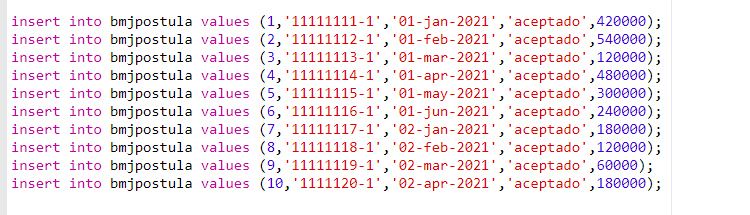 insert into bmjpostula values (1,'11111111-1','01-jan-2021','aceptado',420000);
insert into bmjpostula values (2,'11111112-1','01-feb-2021','aceptado',540000);
insert into bmjpostula values (3,'11111113-1','01-mar-2021','aceptado',120000);
insert into bmjpostula values (4,'11111114-1','01-apr-2021','aceptado',480000);
insert into bmjpostula values (5,'11111115-1','01-may-2021','aceptado',300000);
insert into bmjpostula values (6,'11111116-1','01-jun-2021','aceptado',240000);
insert into bmjpostula values (7,'11111117-1','02-jan-2021','aceptado',180000);
insert into bmjpostula values (8,'11111118-1','02-feb-2021','aceptado',120000);
insert into bmjpostula values (9,'11111119-1','02-mar-2021','aceptado',60000);
insert into bmjpostula values (10,'1111120-1','02-apr-2021','aceptado',180000);